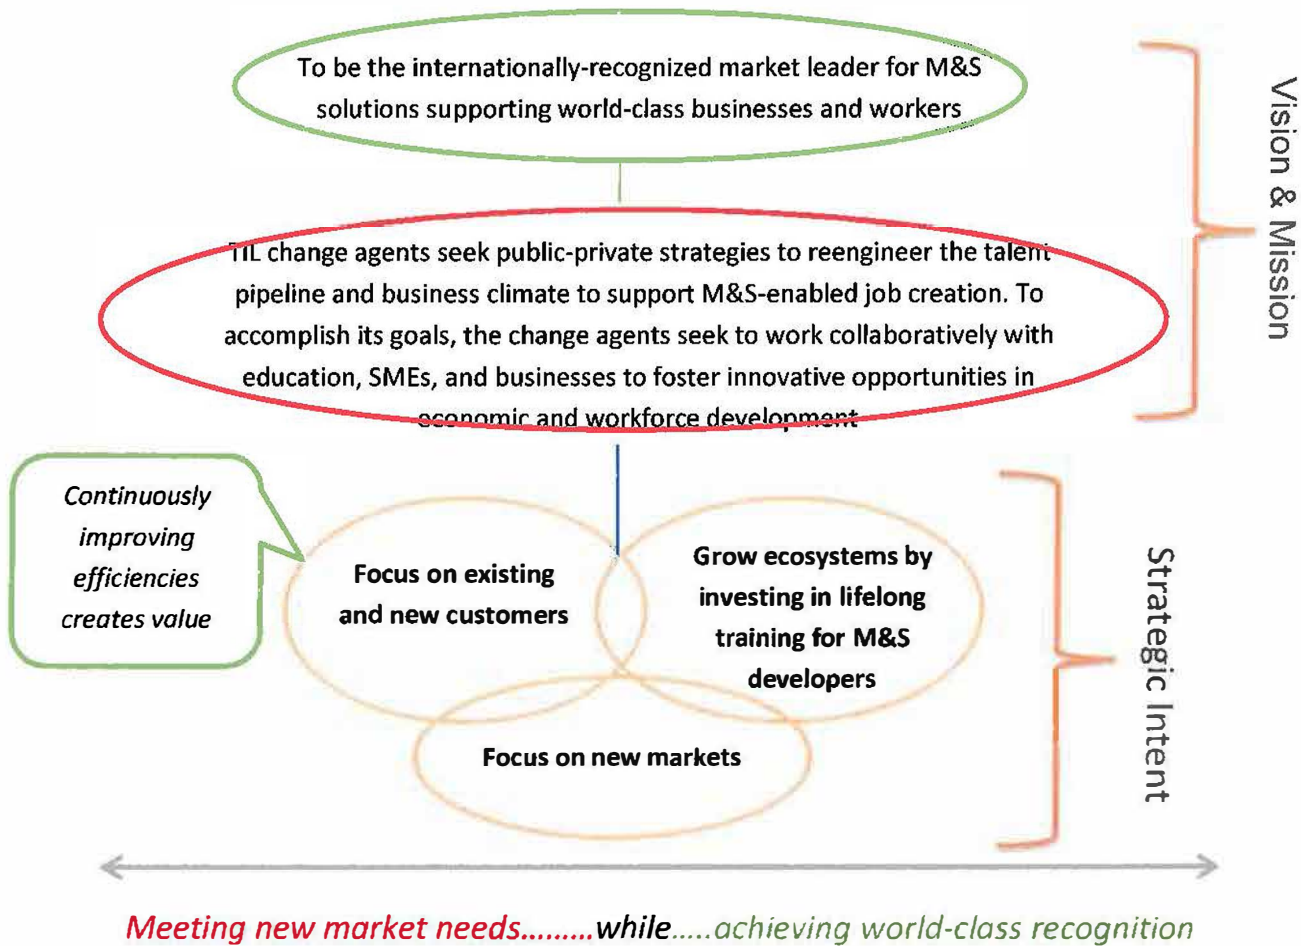 To be the internationally-recognized market leader for M&S
solutions supporting world-class businesses and workers
Vision & Mission
TIL change agents seek public-private strategies to reengineer the talent
pipeline and business climate to support M&S-enabled job creation. To
accomplish its goals, the change agents seek to work collaboratively with
education, SMEs, and businesses to foster innovative opportunities in
economic and workforce development
Continuously
improving
efficiencies
creates value
Focus on existing
and new customers
Grow ecosystems by
investing in lifelong
training for M&S
developers
Focus on new markets
Strategic Intent
Meeting new market needs.........while.....achieving world-class recognition